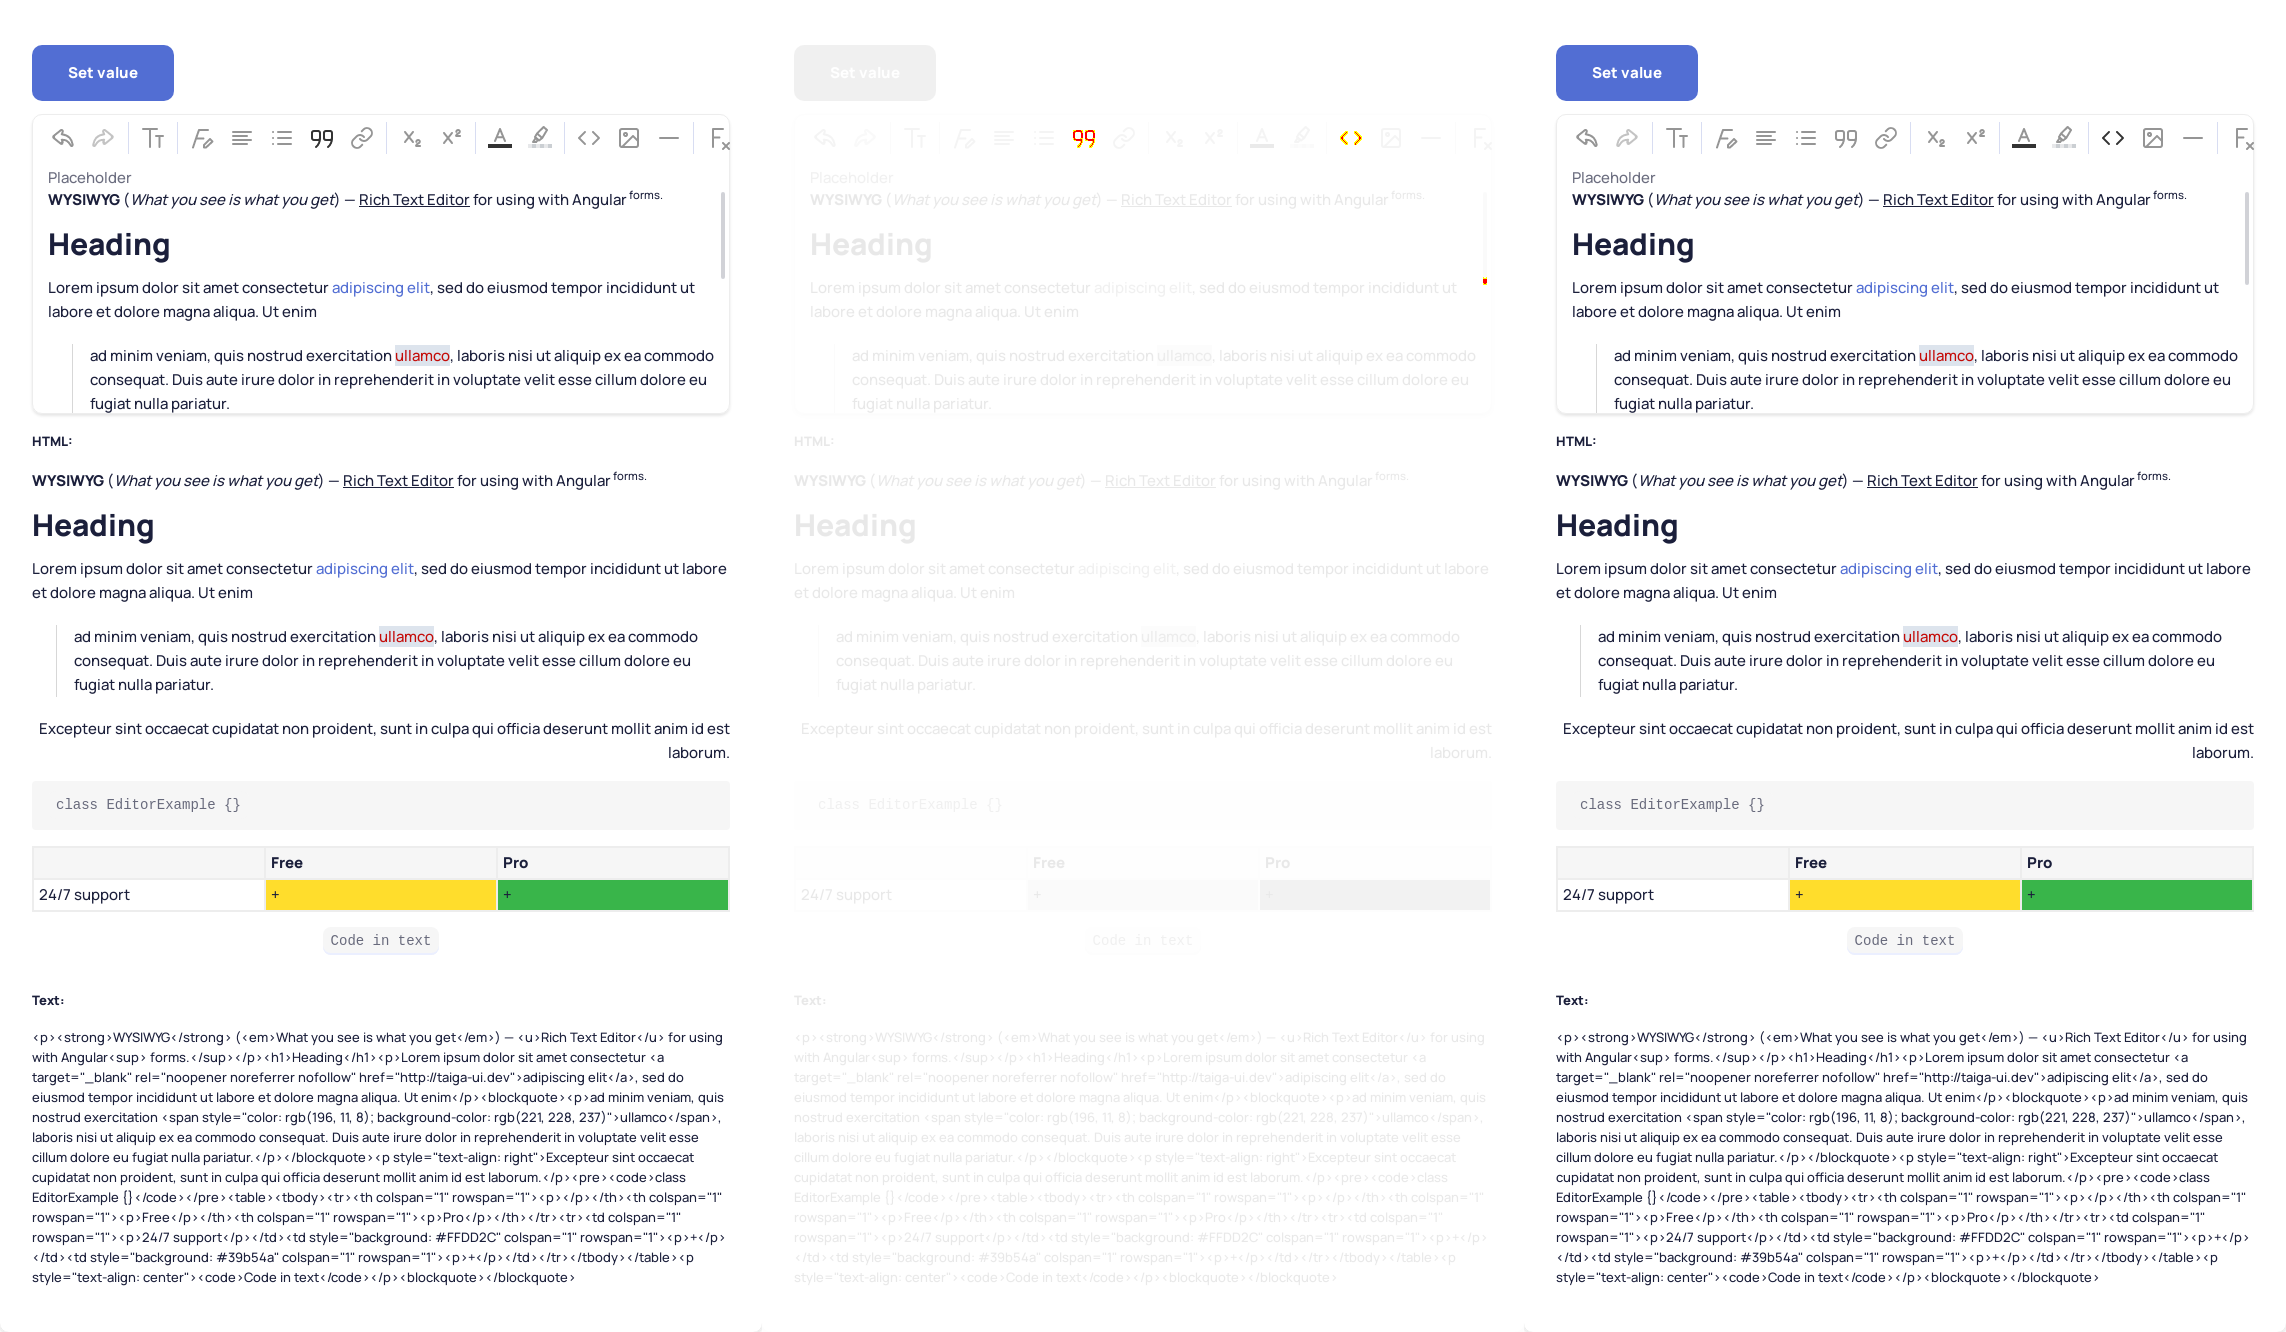 Set value
Placeholder
WYSIWYG (What you see is what you get) — Rich Text Editor for using with Angular forms.
Heading
Lorem ipsum dolor sit amet consectetur adipiscing elit, sed do eiusmod tempor incididunt ut
labore et dolore magna aliqua. Ut enim
ad minim veniam, quis nostrud exercitation ullamco, laboris nisi ut aliquip ex ea commodo
consequat. Duis aute irure dolor in reprehenderit in voluptate velit esse cillum dolore eu
fugiat nulla pariatur.
HTML:
WYSIWYG (What you see is what you get) — Rich Text Editor for using with Angular forms.
Heading
Lorem ipsum dolor sit amet consectetur adipiscing elit, sed do eiusmod tempor incididunt ut labore
et dolore magna aliqua. Ut enim
ad minim veniam, quis nostrud exercitation ullamco, laboris nisi ut aliquip ex ea commodo
consequat. Duis aute irure dolor in reprehenderit in voluptate velit esse cillum dolore eu
fugiat nulla pariatur.
Excepteur sint occaecat cupidatat non proident, sunt in culpa qui officia deserunt mollit anim id est
laborum.
class EditorExample {}
Free Pro
24/7 support + +
Code in text
Text:
<p><strong>WYSIWYG</strong> (<em>What you see is what you get</em>) — <u>Rich Text Editor</u> for using
with Angular<sup> forms.</sup></p><h1>Heading</h1><p>Lorem ipsum dolor sit amet consectetur <a
target="_blank" rel="noopener noreferrer nofollow" href="http://taiga-ui.dev">adipiscing elit</a>, sed do
eiusmod tempor incididunt ut labore et dolore magna aliqua. Ut enim</p><blockquote><p>ad minim veniam, quis
nostrud exercitation <span style="color: rgb(196, 11, 8); background-color: rgb(221, 228, 237)">ullamco</span>,
laboris nisi ut aliquip ex ea commodo consequat. Duis aute irure dolor in reprehenderit in voluptate velit esse
cillum dolore eu fugiat nulla pariatur.</p></blockquote><p style="text-align: right">Excepteur sint occaecat
cupidatat non proident, sunt in culpa qui officia deserunt mollit anim id est laborum.</p><pre><code>class
EditorExample {}</code></pre><table><tbody><tr><th colspan="1" rowspan="1"><p></p></th><th colspan="1"
rowspan="1"><p>Free</p></th><th colspan="1" rowspan="1"><p>Pro</p></th></tr><tr><td colspan="1"
rowspan="1"><p>24/7 support</p></td><td style="background: #FFDD2C" colspan="1" rowspan="1"><p>+</p>
</td><td style="background: #39b54a" colspan="1" rowspan="1"><p>+</p></td></tr></tbody></table><p
style="text-align: center"><code>Code in text</code></p><blockquote></blockquote>
Set value
Placeholder
WYSIWYG (What you see is what you get) — Rich Text Editor for using with Angular forms.
Heading
Lorem ipsum dolor sit amet consectetur adipiscing elit, sed do eiusmod tempor incididunt ut
labore et dolore magna aliqua. Ut enim
ad minim veniam, quis nostrud exercitation ullamco, laboris nisi ut aliquip ex ea commodo
consequat. Duis aute irure dolor in reprehenderit in voluptate velit esse cillum dolore eu
fugiat nulla pariatur.
HTML:
WYSIWYG (What you see is what you get) — Rich Text Editor for using with Angular forms.
Heading
Lorem ipsum dolor sit amet consectetur adipiscing elit, sed do eiusmod tempor incididunt ut labore
et dolore magna aliqua. Ut enim
ad minim veniam, quis nostrud exercitation ullamco, laboris nisi ut aliquip ex ea commodo
consequat. Duis aute irure dolor in reprehenderit in voluptate velit esse cillum dolore eu
fugiat nulla pariatur.
Excepteur sint occaecat cupidatat non proident, sunt in culpa qui officia deserunt mollit anim id est
laborum.
class EditorExample {}
Free Pro
24/7 support + +
Code in text
Text:
<p><strong>WYSIWYG</strong> (<em>What you see is what you get</em>) — <u>Rich Text Editor</u> for using
with Angular<sup> forms.</sup></p><h1>Heading</h1><p>Lorem ipsum dolor sit amet consectetur <a
target="_blank" rel="noopener noreferrer nofollow" href="http://taiga-ui.dev">adipiscing elit</a>, sed do
eiusmod tempor incididunt ut labore et dolore magna aliqua. Ut enim</p><blockquote><p>ad minim veniam, quis
nostrud exercitation <span style="color: rgb(196, 11, 8); background-color: rgb(221, 228, 237)">ullamco</span>,
laboris nisi ut aliquip ex ea commodo consequat. Duis aute irure dolor in reprehenderit in voluptate velit esse
cillum dolore eu fugiat nulla pariatur.</p></blockquote><p style="text-align: right">Excepteur sint occaecat
cupidatat non proident, sunt in culpa qui officia deserunt mollit anim id est laborum.</p><pre><code>class
EditorExample {}</code></pre><table><tbody><tr><th colspan="1" rowspan="1"><p></p></th><th colspan="1"
rowspan="1"><p>Free</p></th><th colspan="1" rowspan="1"><p>Pro</p></th></tr><tr><td colspan="1"
rowspan="1"><p>24/7 support</p></td><td style="background: #FFDD2C" colspan="1" rowspan="1"><p>+</p>
</td><td style="background: #39b54a" colspan="1" rowspan="1"><p>+</p></td></tr></tbody></table><p
style="text-align: center"><code>Code in text</code></p><blockquote></blockquote>
Set value
Placeholder
WYSIWYG (What you see is what you get) — Rich Text Editor for using with Angular forms.
Heading
Lorem ipsum dolor sit amet consectetur adipiscing elit, sed do eiusmod tempor incididunt ut
labore et dolore magna aliqua. Ut enim
ad minim veniam, quis nostrud exercitation ullamco, laboris nisi ut aliquip ex ea commodo
consequat. Duis aute irure dolor in reprehenderit in voluptate velit esse cillum dolore eu
fugiat nulla pariatur.
HTML:
WYSIWYG (What you see is what you get) — Rich Text Editor for using with Angular forms.
Heading
Lorem ipsum dolor sit amet consectetur adipiscing elit, sed do eiusmod tempor incididunt ut labore
et dolore magna aliqua. Ut enim
ad minim veniam, quis nostrud exercitation ullamco, laboris nisi ut aliquip ex ea commodo
consequat. Duis aute irure dolor in reprehenderit in voluptate velit esse cillum dolore eu
fugiat nulla pariatur.
Excepteur sint occaecat cupidatat non proident, sunt in culpa qui officia deserunt mollit anim id est
laborum.
class EditorExample {}
Free Pro
24/7 support + +
Code in text
Text:
<p><strong>WYSIWYG</strong> (<em>What you see is what you get</em>) — <u>Rich Text Editor</u> for using
with Angular<sup> forms.</sup></p><h1>Heading</h1><p>Lorem ipsum dolor sit amet consectetur <a
target="_blank" rel="noopener noreferrer nofollow" href="http://taiga-ui.dev">adipiscing elit</a>, sed do
eiusmod tempor incididunt ut labore et dolore magna aliqua. Ut enim</p><blockquote><p>ad minim veniam, quis
nostrud exercitation <span style="color: rgb(196, 11, 8); background-color: rgb(221, 228, 237)">ullamco</span>,
laboris nisi ut aliquip ex ea commodo consequat. Duis aute irure dolor in reprehenderit in voluptate velit esse
cillum dolore eu fugiat nulla pariatur.</p></blockquote><p style="text-align: right">Excepteur sint occaecat
cupidatat non proident, sunt in culpa qui officia deserunt mollit anim id est laborum.</p><pre><code>class
EditorExample {}</code></pre><table><tbody><tr><th colspan="1" rowspan="1"><p></p></th><th colspan="1"
rowspan="1"><p>Free</p></th><th colspan="1" rowspan="1"><p>Pro</p></th></tr><tr><td colspan="1"
rowspan="1"><p>24/7 support</p></td><td style="background: #FFDD2C" colspan="1" rowspan="1"><p>+</p>
</td><td style="background: #39b54a" colspan="1" rowspan="1"><p>+</p></td></tr></tbody></table><p
style="text-align: center"><code>Code in text</code></p><blockquote></blockquote>